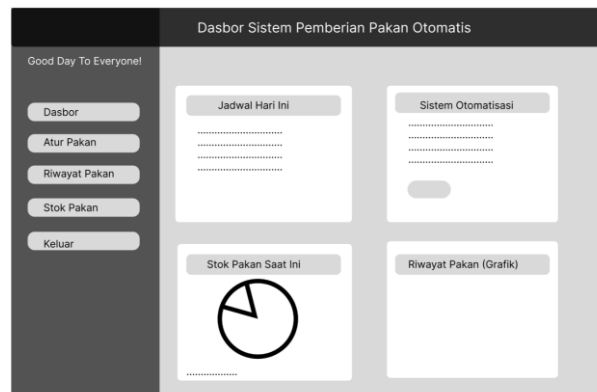 Dasbor Sistem Pemberian Pakan Otomatis
Good Day To Everyone!
Dasbor
Atur Pakan
Riwayat Pakan
Stok Pakan
Keluar
Jadwal Hari Ini
Sistem Otomatisasi
Stok Pakan Saat Ini
Riwayat Pakan (Grafik)